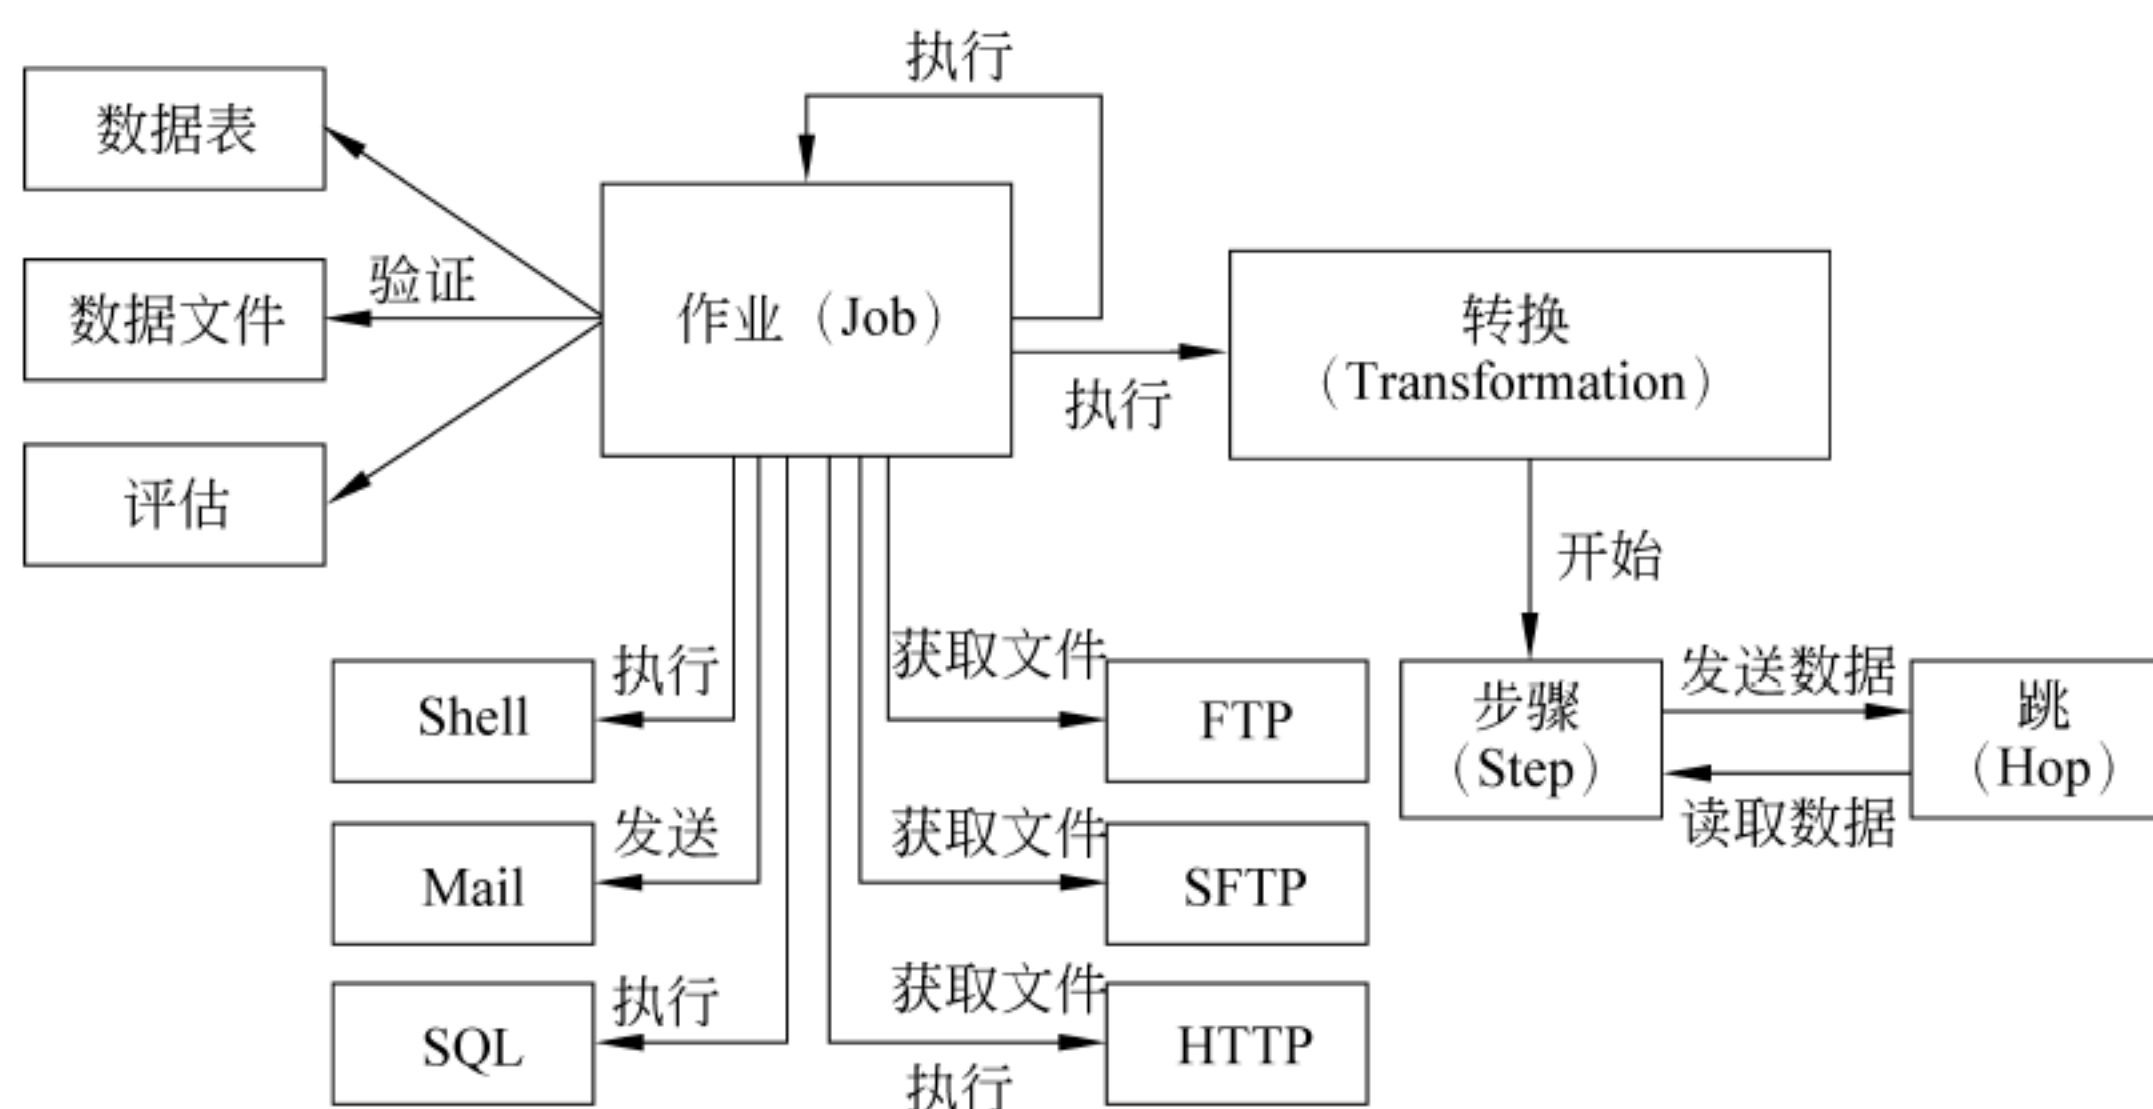 执行
数据表
验证
数据文件
作业（Job）
转换
（Transformation）
执行
评估
开始
执行
获取文件
Shell
FTP
发送数据
步骤
（Step）
跳
（Hop）
读取数据
发送
获取文件
Mail
SFTP
执行
获取文件
SQL
HTTP
执行